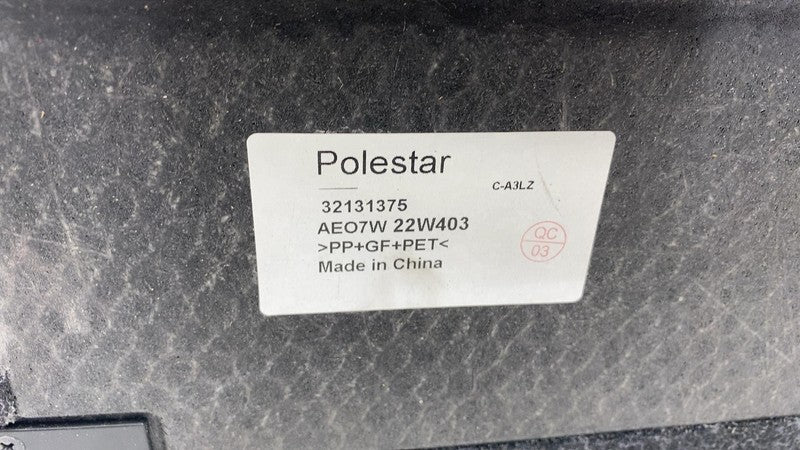 Polestar
C-A3LZ
32131375
AEO7W 22W403
>PP+GF+PET<
Made in China
QC
03